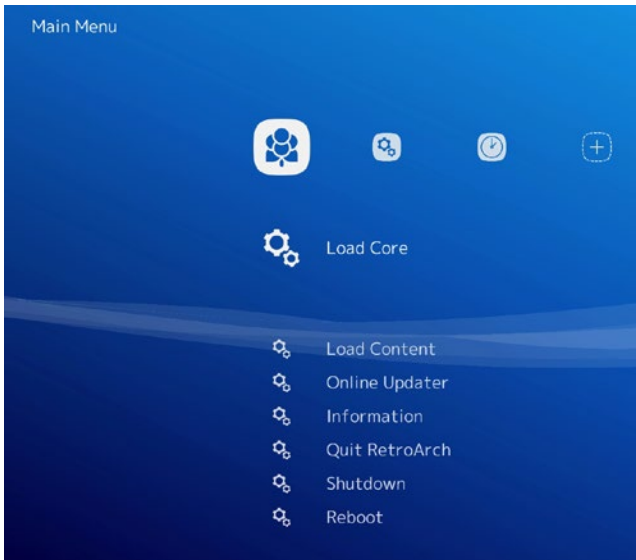 Main Menu
Load Core
Load Content
Online Updater
Information
Quit RetroArch
Shutdown
Reboot